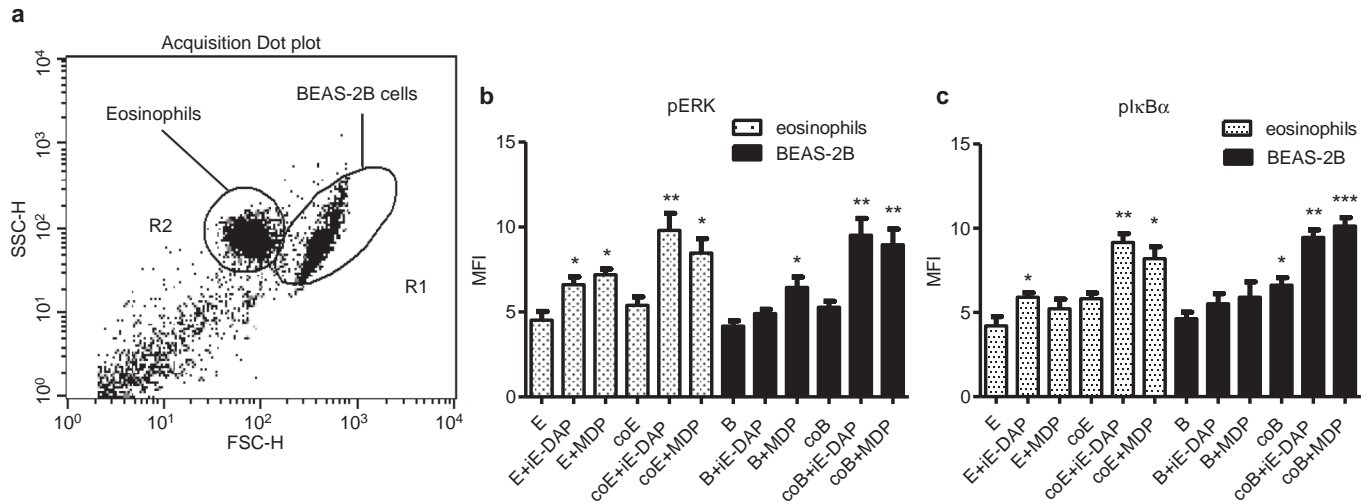 a
Acquisition Dot plot
10⁴
10³
10²
10¹
10⁰
SSC-H
Eosinophils
BEAS-2B cells
R2
R1
10⁰ 10¹ 10² 10³ 10⁴
FSC-H
b
pERK
eosinophils
BEAS-2B
15
10
5
0
MFI
* * ** * * ** **
E
E+iE-DAP
E+MDP
coE
coE+iE-DAP
coE+MDP
B
B+iE-DAP
B+MDP
coB
coB+iE-DAP
coB+MDP
c
pIκBα
eosinophils
BEAS-2B
15
10
5
0
MFI
* ** * * ** ***
E
E+iE-DAP
E+MDP
coE
coE+iE-DAP
coE+MDP
B
B+iE-DAP
B+MDP
coB
coB+iE-DAP
coB+MDP